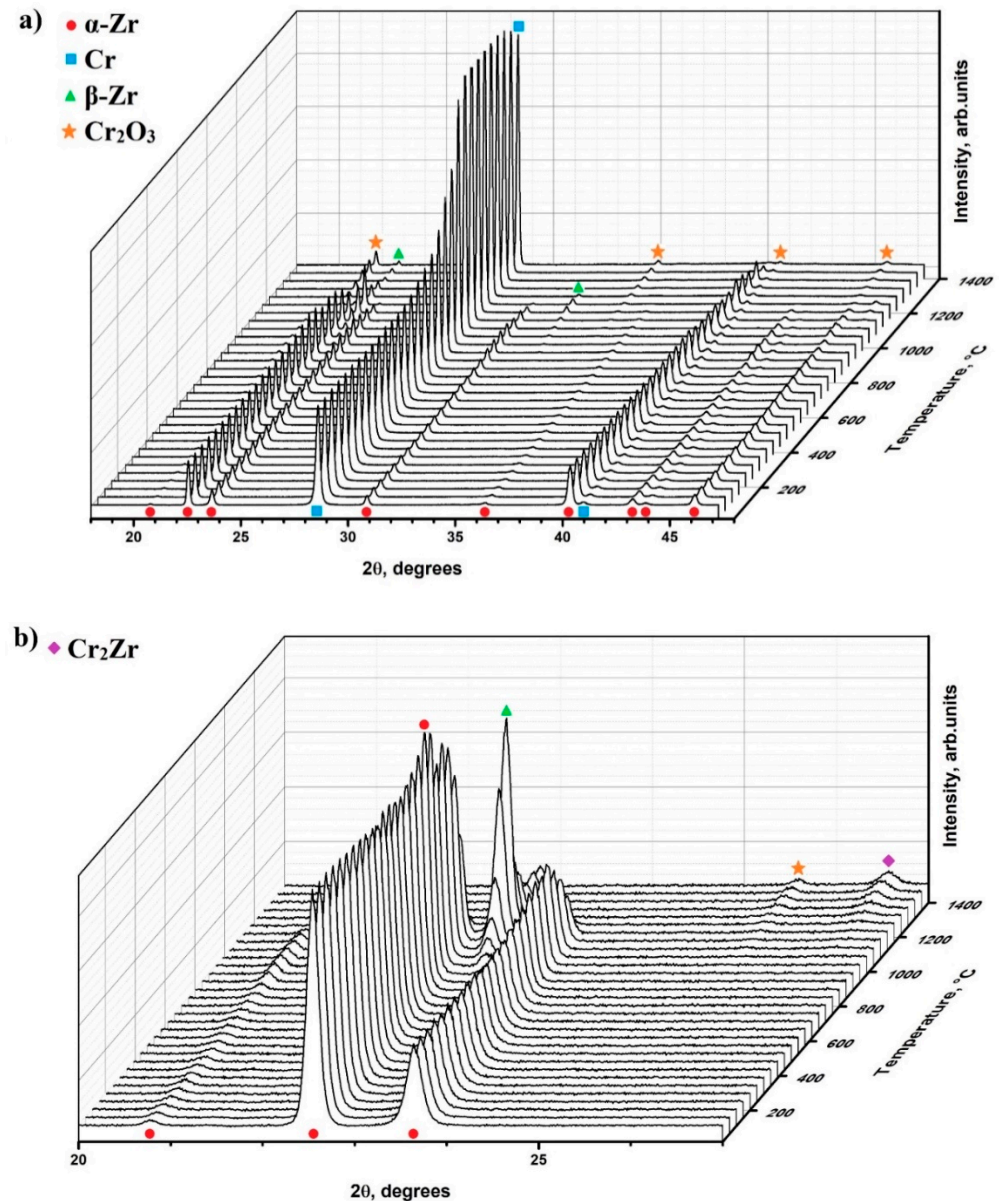 a)
α-Zr
Cr
β-Zr
Cr₂O₃
Intensity, arb.units
1400
1200
1000
800
600
400
200
Temperature, °C
20 25 30 35 40 45
2θ, degrees
b)
Cr₂Zr
Intensity, arb.units
1400
1200
1000
800
600
400
200
Temperature, °C
20 25
2θ, degrees